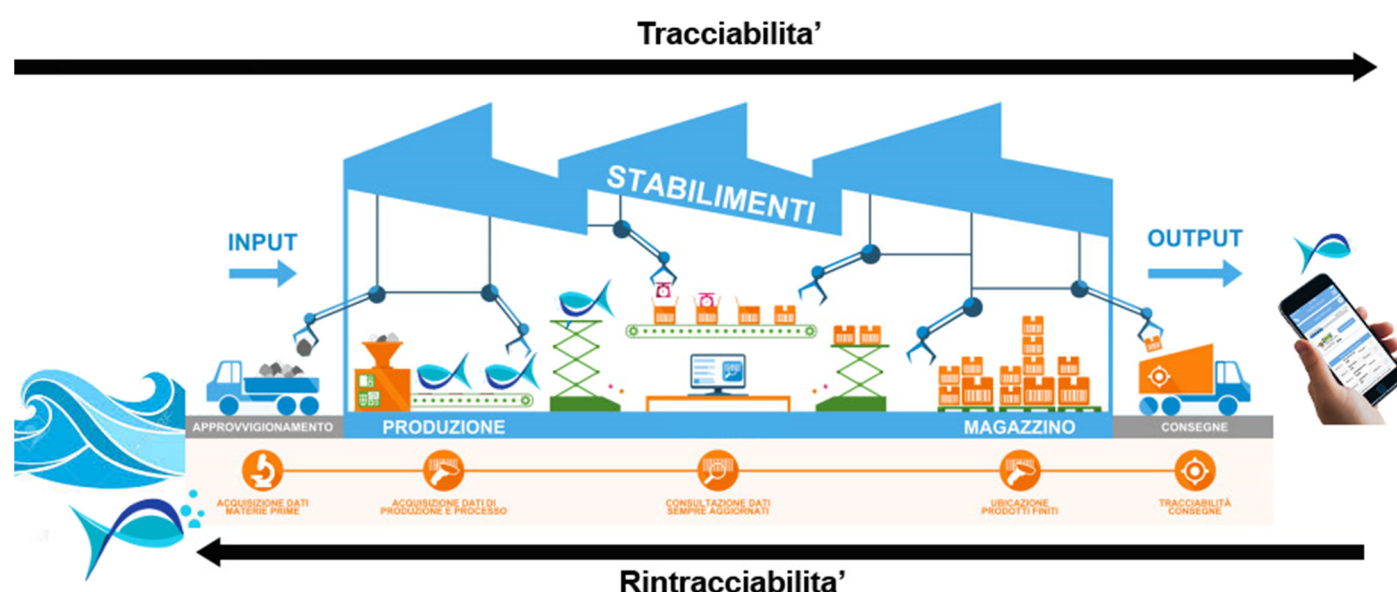 Tracciabilita’
STABILIMENTI
INPUT
OUTPUT
APPROVVIGIONAMENTO
PRODUZIONE
MAGAZZINO
CONSEGNE
ACQUISIZIONE DATI
MATERIE PRIME
ACQUISIZIONE DATI DI
PRODUZIONE E PROCESSO
CONSULTAZIONE DATI
SEMPRE AGGIORNATI
UBICAZIONE
PRODOTTI FINITI
TRACCIABILITÀ
CONSEGNE
Rintracciabilita’